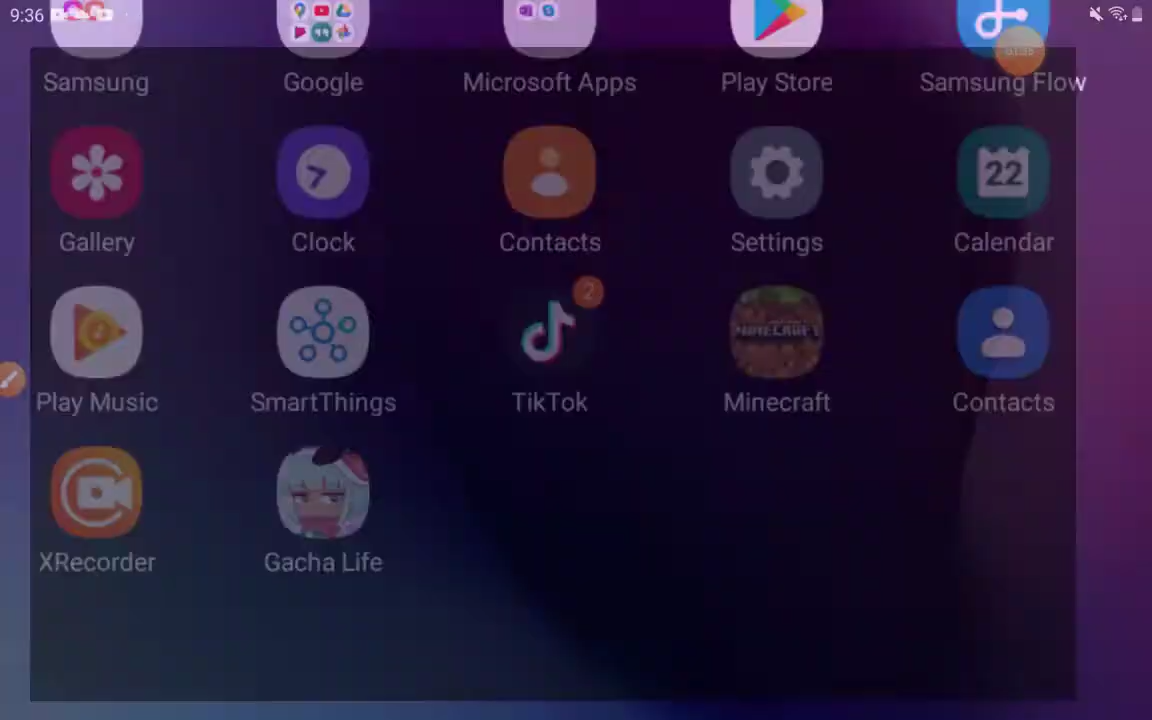 9:36
Samsung
Google
Microsoft Apps
Play Store
Samsung Flow
22
Gallery
Clock
Contacts
Settings
Calendar
2
MINECRAFT
Play Music
SmartThings
TikTok
Minecraft
Contacts
XRecorder
Gacha Life